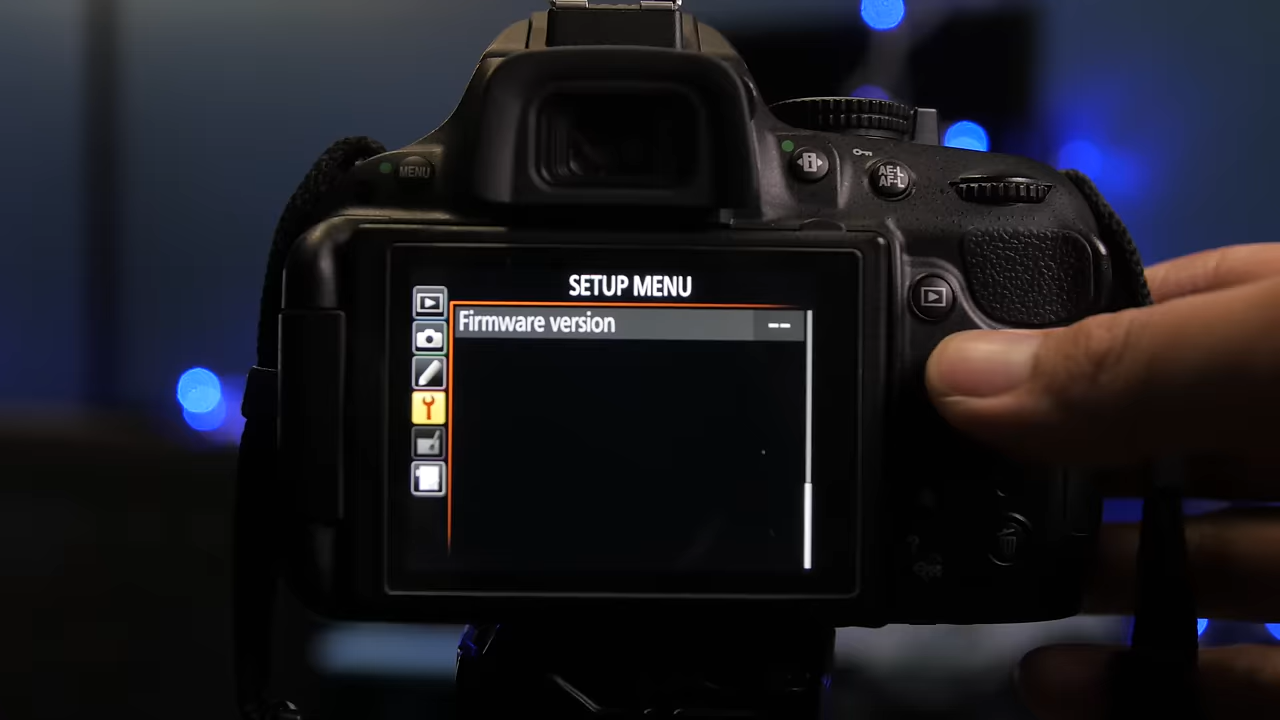 MENU
i
AE-L
AF-L
SETUP MENU
Firmware version --